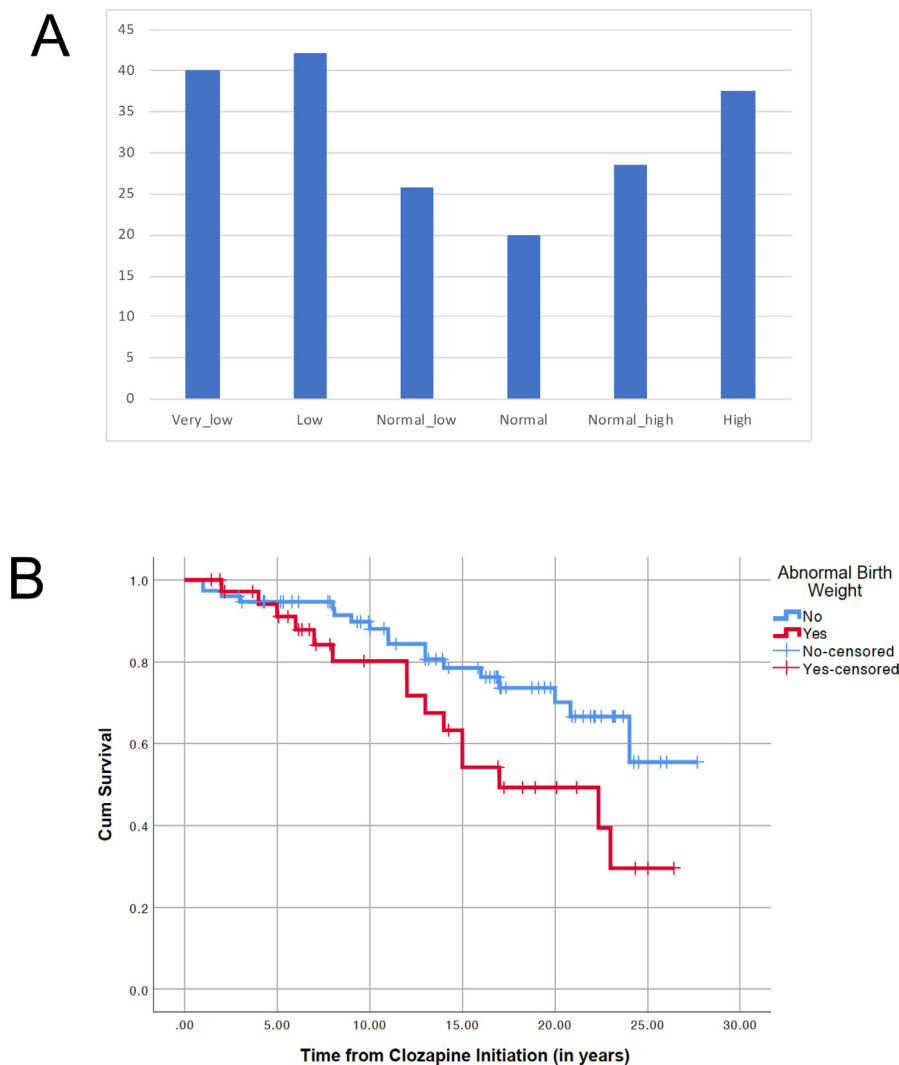 A
45
40
35
30
25
20
15
10
5
0
Very_low Low Normal_low Normal Normal_high High
B
Abnormal Birth
Weight
No
Yes
No-censored
Yes-censored
Cum Survival
1.0
0.8
0.6
0.4
0.2
0.0
.00 5.00 10.00 15.00 20.00 25.00 30.00
Time from Clozapine Initiation (in years)